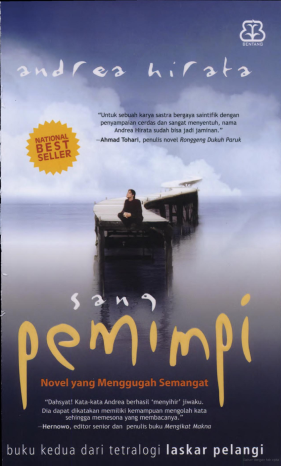 BENTANG
andrea hirata
"Untuk sebuah karya sastra bergaya saintifik dengan
penyampaian cerdas dan sangat menyentuh, nama
Andrea Hirata sudah bisa jadi jaminan."
—Ahmad Tohari, penulis novel Ronggeng Dukuh Paruk
NATIONAL
BEST
SELLER
sang
pemimpi
Novel yang Menggugah Semangat
"Dahsyat! Kata-kata Andrea berhasil 'menyihir' jiwaku.
Dia dapat dikatakan memiliki kemampuan mengolah kata
sehingga memesona yang membacanya."
—Hernowo, editor senior dan penulis buku Mengikat Makna
buku kedua dari tetralogi laskar pelangi